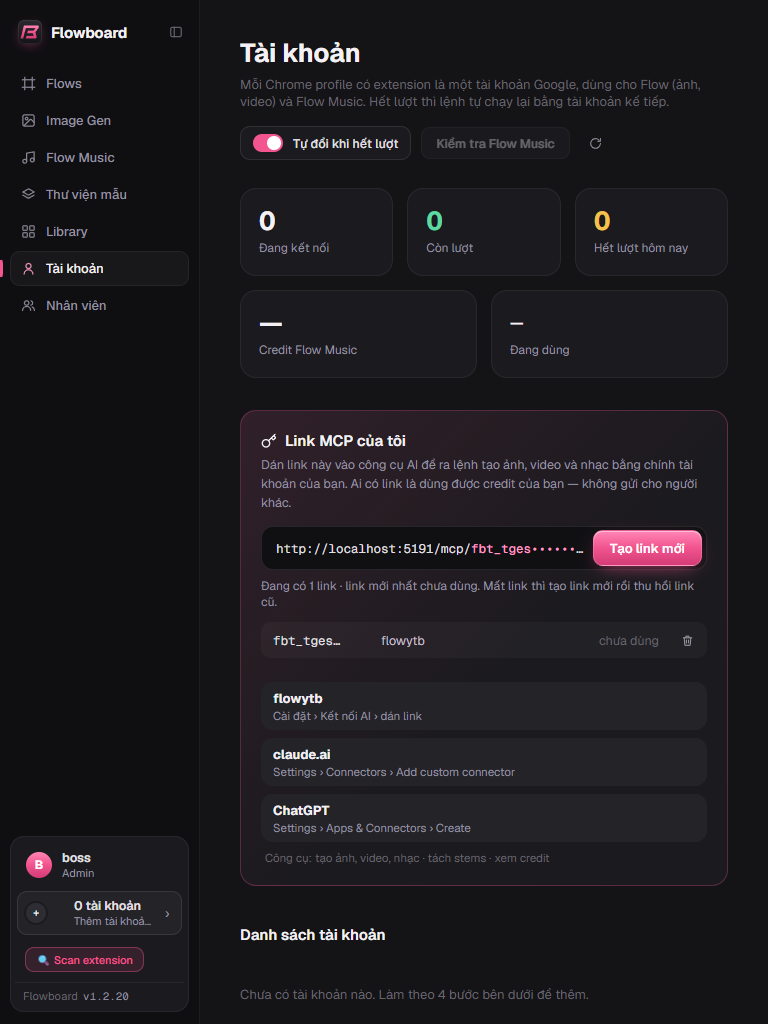 Flowboard
Flows
Image Gen
Flow Music
Thư viện mẫu
Library
Tài khoản
Nhân viên
B
boss
Admin
+
0 tài khoản
Thêm tài khoả…
›
Scan extension
Flowboard v1.2.20
Tài khoản
Mỗi Chrome profile có extension là một tài khoản Google, dùng cho Flow (ảnh,
video) và Flow Music. Hết lượt thì lệnh tự chạy lại bằng tài khoản kế tiếp.
Tự đổi khi hết lượt
Kiểm tra Flow Music
0
Đang kết nối
0
Còn lượt
0
Hết lượt hôm nay
—
Credit Flow Music
—
Đang dùng
Link MCP của tôi
Dán link này vào công cụ AI để ra lệnh tạo ảnh, video và nhạc bằng chính tài
khoản của bạn. Ai có link là dùng được credit của bạn — không gửi cho người
khác.
http://localhost:5191/mcp/fbt_tges••••••…
Tạo link mới
Đang có 1 link · link mới nhất chưa dùng. Mất link thì tạo link mới rồi thu hồi link
cũ.
fbt_tges… flowytb chưa dùng
flowytb
Cài đặt › Kết nối AI › dán link
claude.ai
Settings › Connectors › Add custom connector
ChatGPT
Settings › Apps & Connectors › Create
Công cụ: tạo ảnh, video, nhạc · tách stems · xem credit
Danh sách tài khoản
Chưa có tài khoản nào. Làm theo 4 bước bên dưới để thêm.